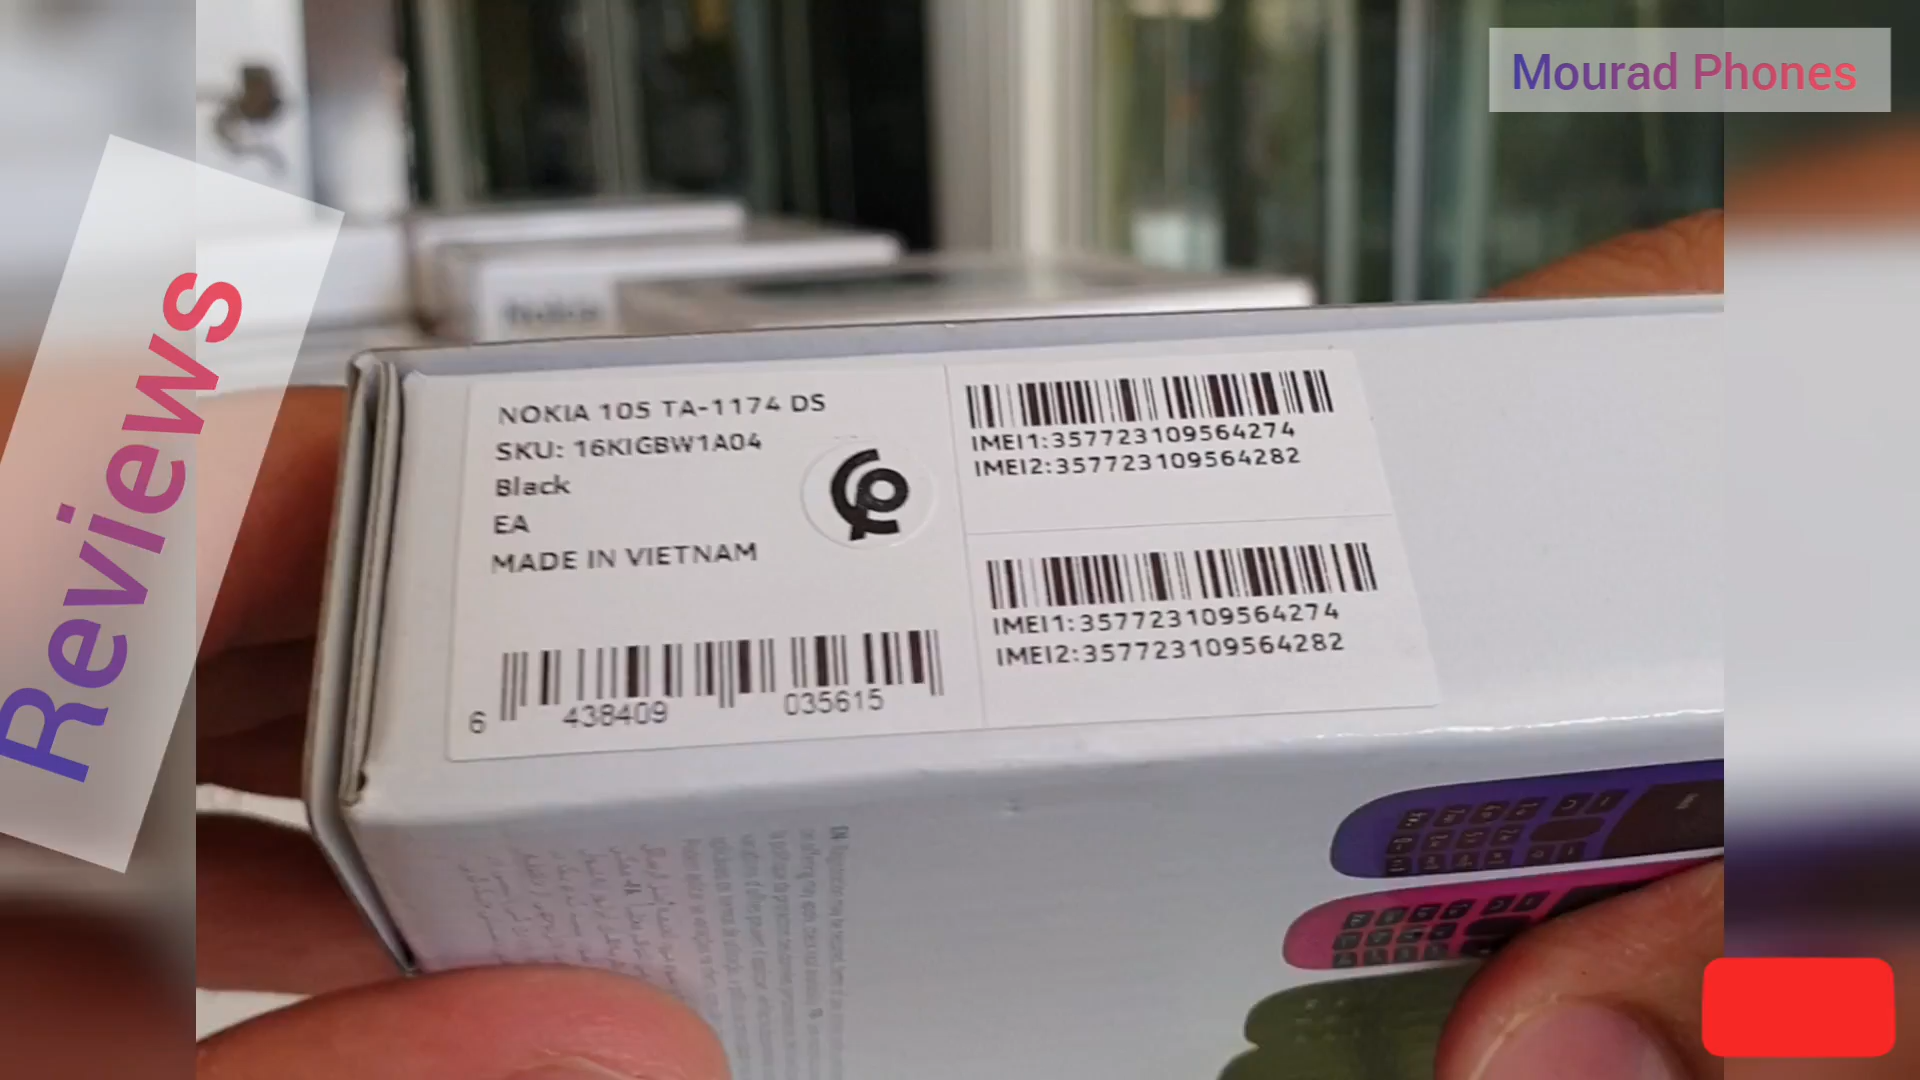 Mourad Phones
Reviews
Nokia
NOKIA 105 TA-1174 DS
SKU: 16KIGBW1A04
Black
EA
MADE IN VIETNAM
6 438409 035615
IMEI1:357723109564274
IMEI2:357723109564282
IMEI1:357723109564274
IMEI2:357723109564282